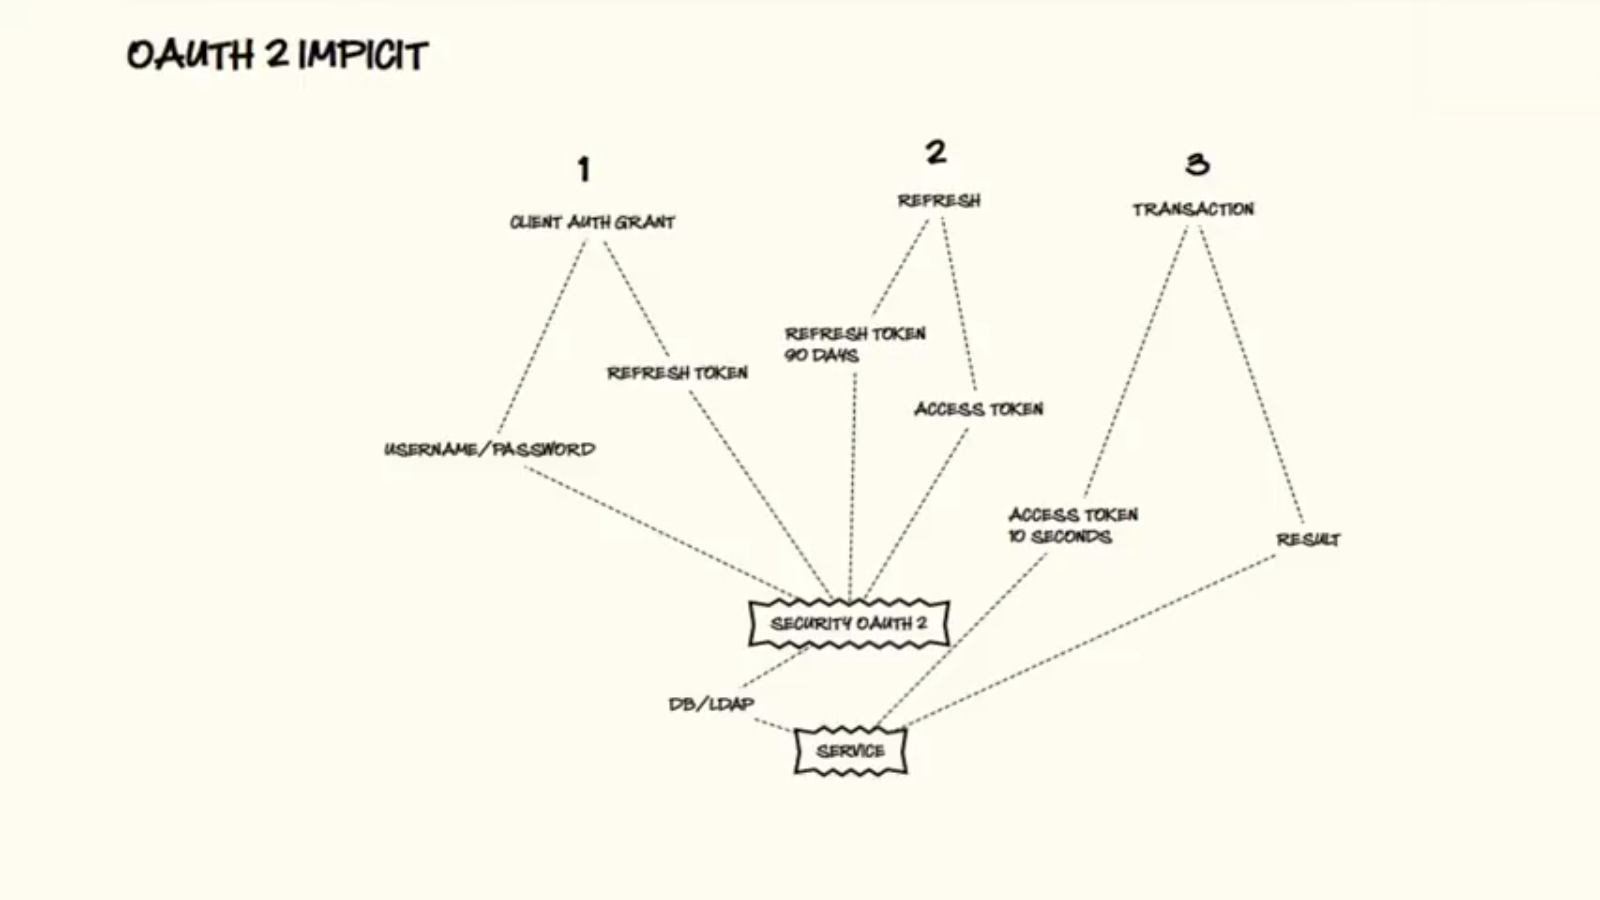 OAUTH 2 IMPICIT
1
CLIENT AUTH GRANT
USERNAME/PASSWORD
REFRESH TOKEN
2
REFRESH
REFRESH TOKEN
90 DAYS
ACCESS TOKEN
3
TRANSACTION
ACCESS TOKEN
10 SECONDS
RESULT
SECURITY OAUTH 2
DB/LDAP
SERVICE